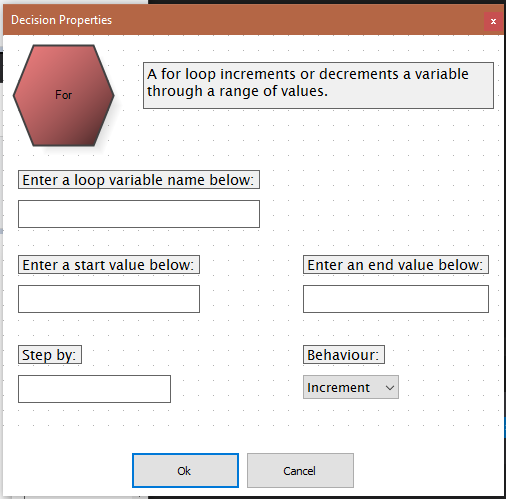 Decision Properties
x
For
A for loop increments or decrements a variable
through a range of values.
Enter a loop variable name below:
Enter a start value below:
Enter an end value below:
Step by:
Behaviour:
Increment
Ok
Cancel